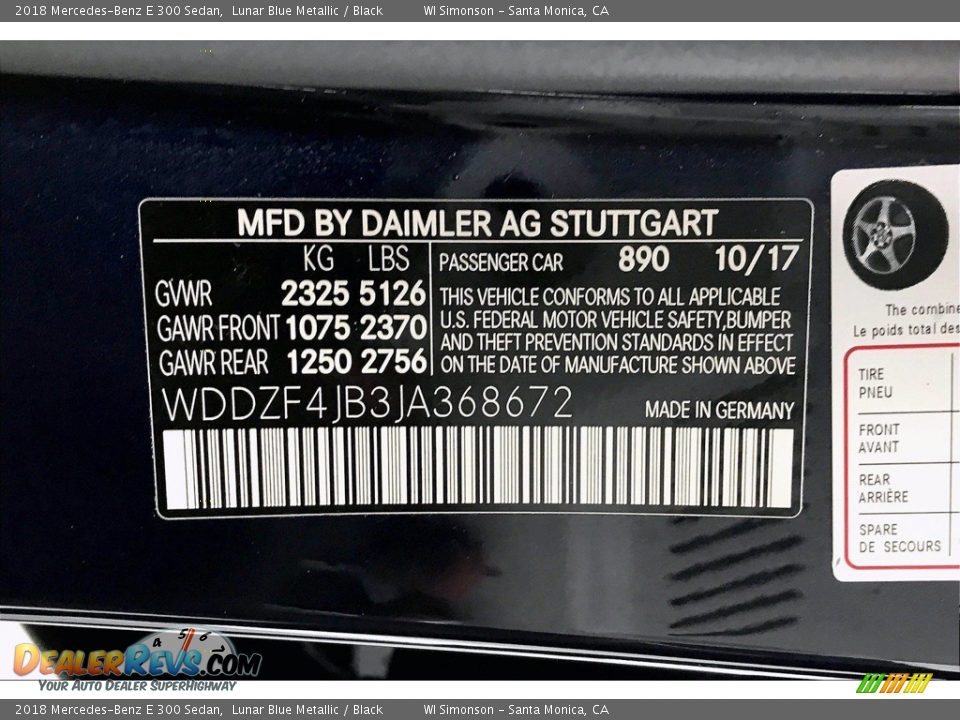 2018 Mercedes-Benz E 300 Sedan, Lunar Blue Metallic / Black WI Simonson - Santa Monica, CA
MFD BY DAIMLER AG STUTTGART
KG LBS
GVWR 2325 5126
GAWR FRONT 1075 2370
GAWR REAR 1250 2756
PASSENGER CAR 890 10/17
THIS VEHICLE CONFORMS TO ALL APPLICABLE
U.S. FEDERAL MOTOR VEHICLE SAFETY,BUMPER
AND THEFT PREVENTION STANDARDS IN EFFECT
ON THE DATE OF MANUFACTURE SHOWN ABOVE
WDDZF4JB3JA368672 MADE IN GERMANY
The combine
Le poids total des
TIRE
PNEU
FRONT
AVANT
REAR
ARRIÈRE
SPARE
DE SECOURS
4 5 6
DEALERREVS.COM
YOUR AUTO DEALER SUPERHIGHWAY
2018 Mercedes-Benz E 300 Sedan, Lunar Blue Metallic / Black WI Simonson - Santa Monica, CA